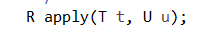 R apply(T t, U u);